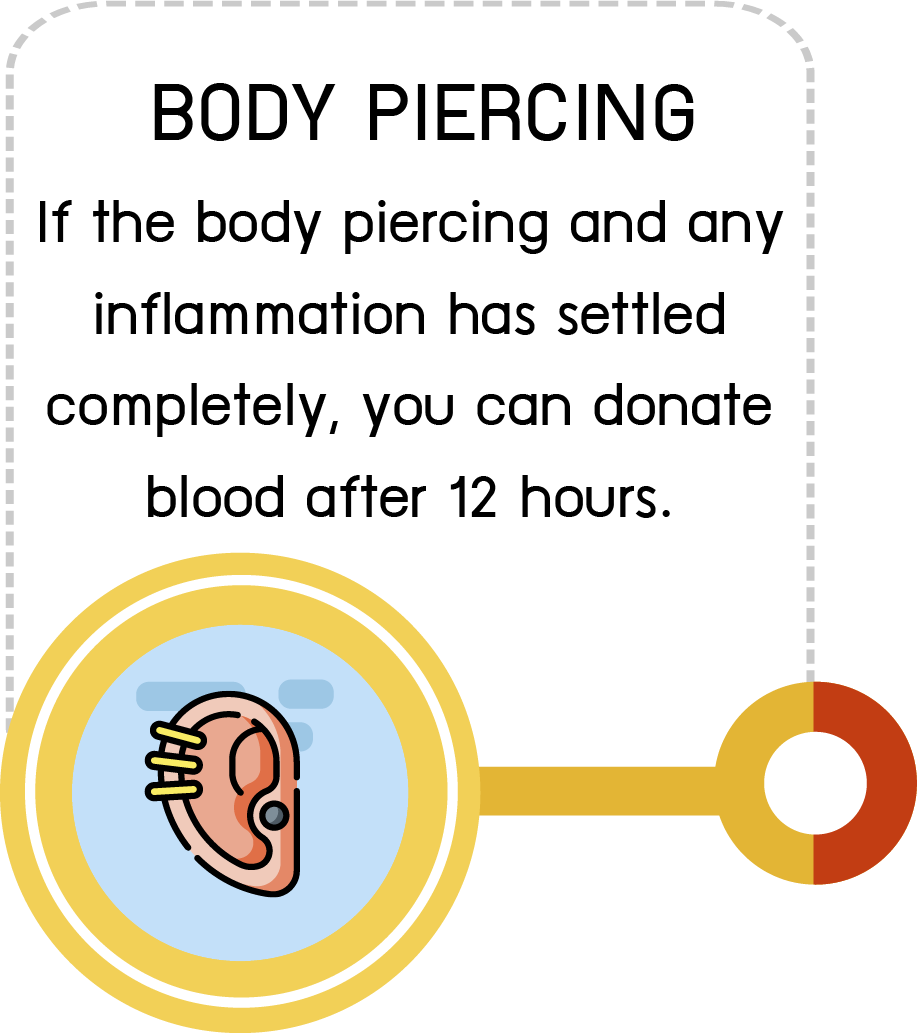 BODY PIERCING
If the body piercing and any
inflammation has settled
completely, you can donate
blood after 12 hours.